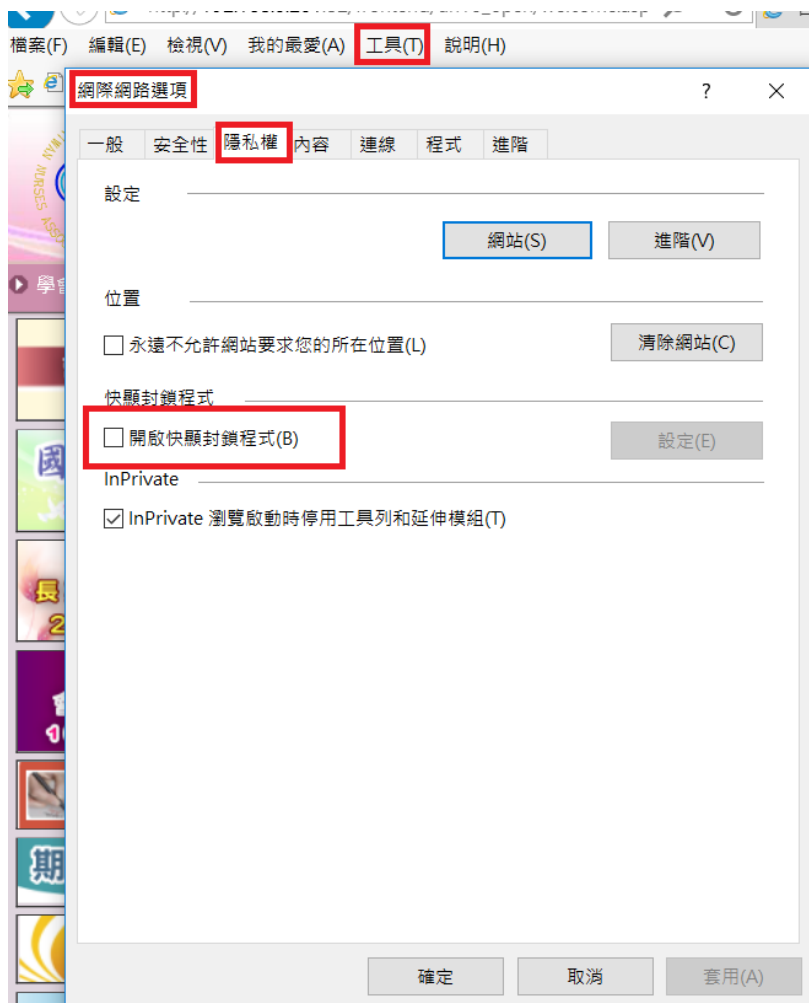 檔案(F) 編輯(E) 檢視(V) 我的最愛(A) 工具(T) 說明(H)
網際網路選項 ?
一般 安全性 隱私權 內容 連線 程式 進階
設定
網站(S) 進階(V)
位置
永遠不允許網站要求您的所在位置(L) 清除網站(C)
快顯封鎖程式
開啟快顯封鎖程式(B) 設定(E)
InPrivate
InPrivate 瀏覽啟動時停用工具列和延伸模組(T)
確定 取消 套用(A)
NURSES
國
長
2
期